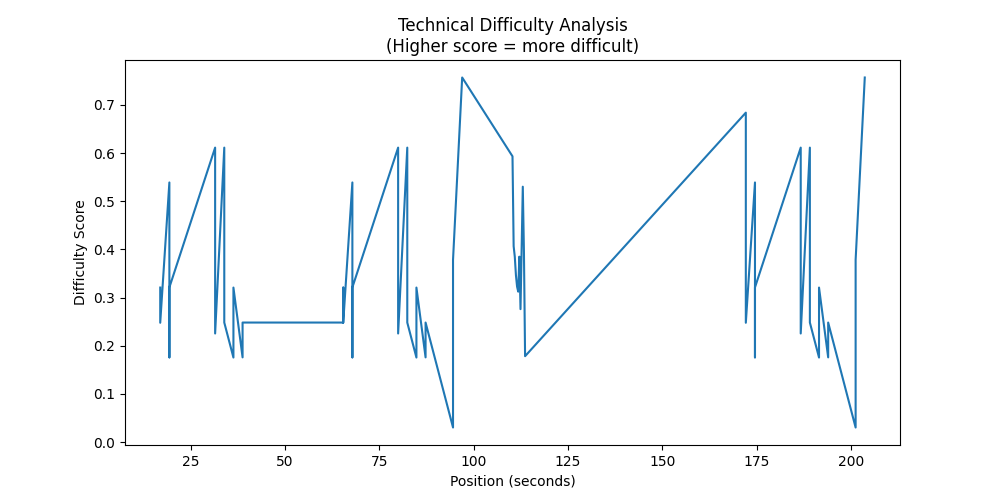 Technical Difficulty Analysis
(Higher score = more difficult)
Difficulty Score
0.7
0.6
0.5
0.4
0.3
0.2
0.1
0.0
25 50 75 100 125 150 175 200
Position (seconds)